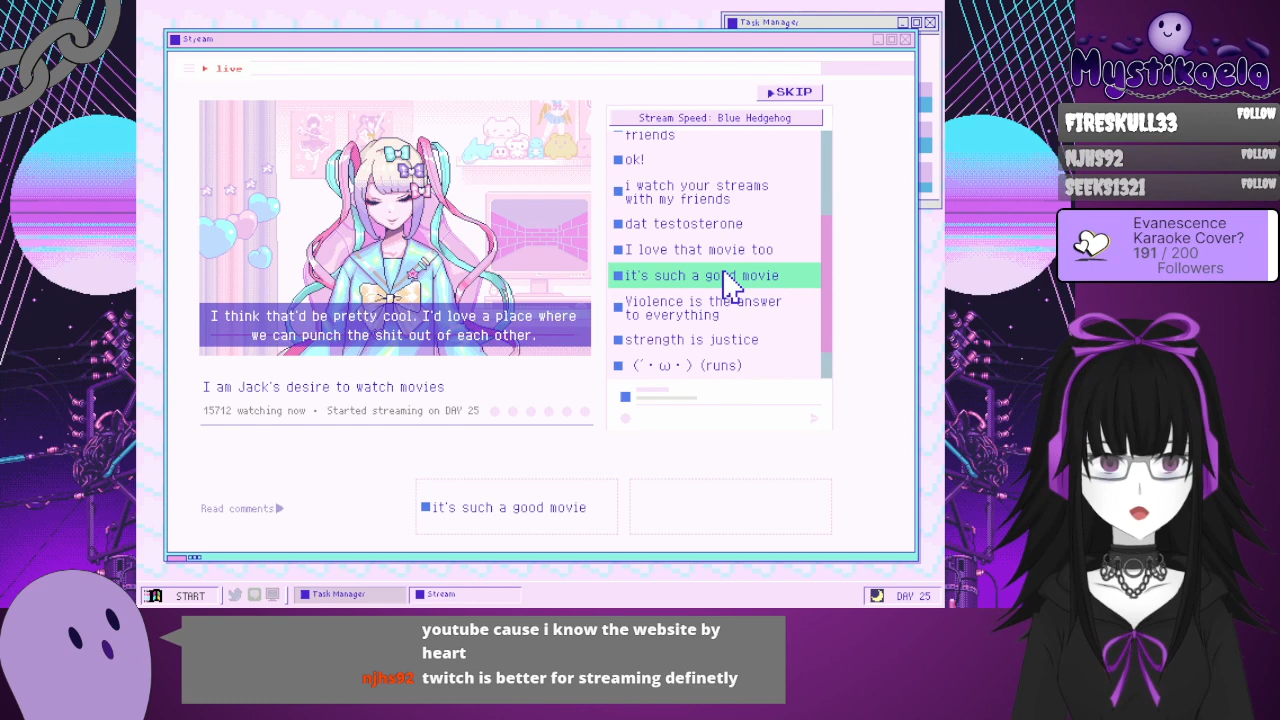 Task Manager
Stream
live
SKIP
Stream Speed: Blue Hedgehog
friends
ok!
i watch your streams
with my friends
dat testosterone
I love that movie too
it's such a good movie
Violence is the answer
to everything
strength is justice
(´・ω・) (runs)
I think that'd be pretty cool. I'd love a place where
we can punch the shit out of each other.
I am Jack's desire to watch movies
15712 watching now • Started streaming on DAY 25
Read comments
it's such a good movie
START
Task Manager
Stream
DAY 25
Mystikaela
FIRESKULL33 FOLLOW
NJHS92 FOLLOW
SEEKS1321 FOLLOW
Evanescence
Karaoke Cover?
191 / 200
Followers
youtube cause i know the website by
heart
njhs92 twitch is better for streaming definetly